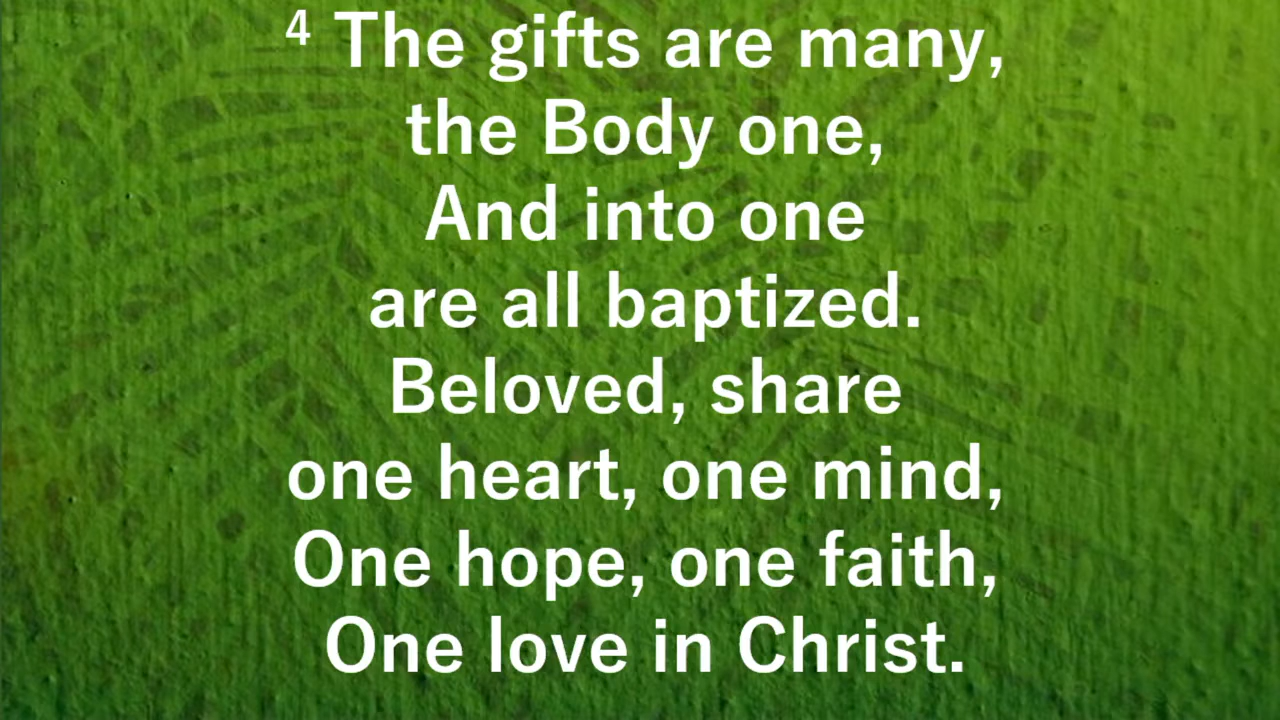 4 The gifts are many,
the Body one,
And into one
are all baptized.
Beloved, share
one heart, one mind,
One hope, one faith,
One love in Christ.